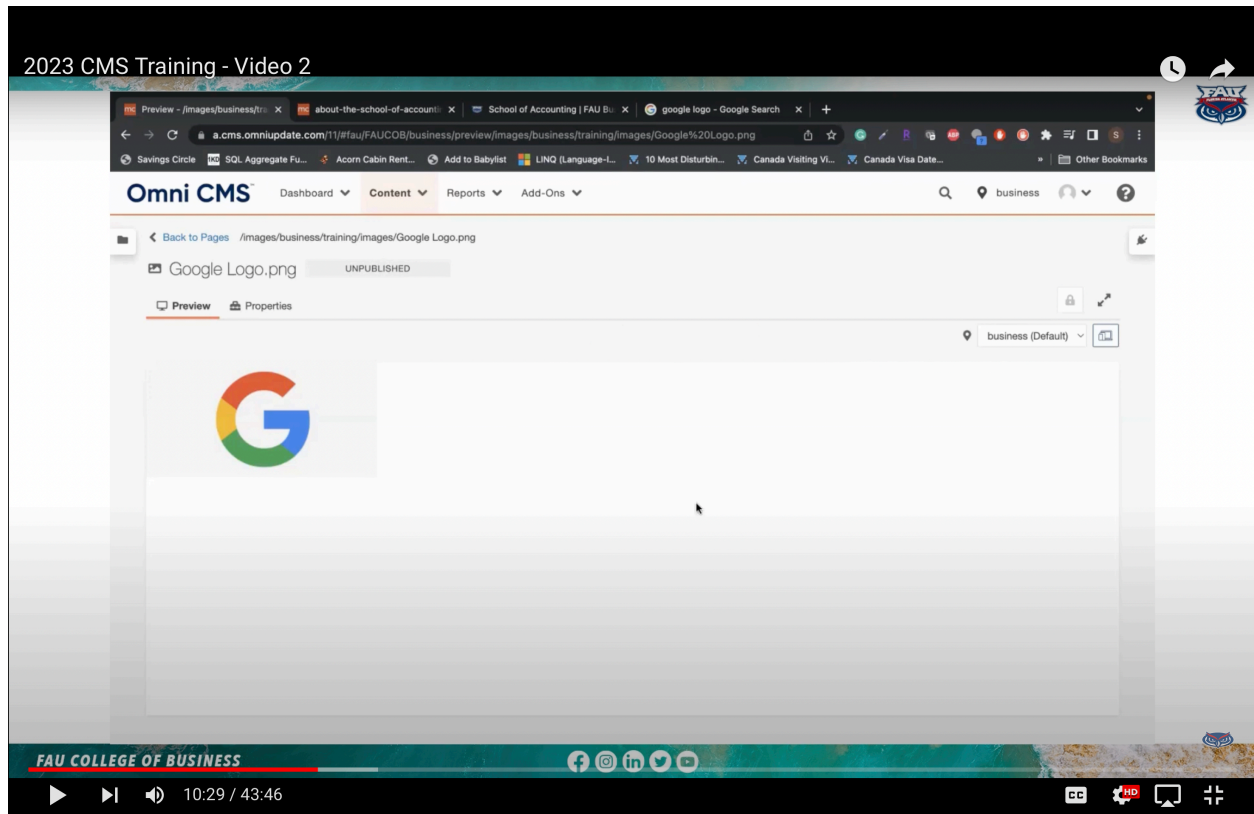 2023 CMS Training - Video 2
FAU
Preview - /images/business/tra
about-the-school-of-accounti
School of Accounting | FAU Bu
google logo - Google Search
a.cms.omniupdate.com/11/#fau/FAUCOB/business/preview/images/business/training/images/Google%20Logo.png
Savings Circle
SQL Aggregate Fu...
Acorn Cabin Rent...
Add to Babylist
LINQ (Language-I...
10 Most Disturbin...
Canada Visiting Vi...
Canada Visa Date...
»
Other Bookmarks
Omni CMS
Dashboard
Content
Reports
Add-Ons
business
Back to Pages /images/business/training/images/Google Logo.png
Google Logo.png
UNPUBLISHED
Preview
Properties
business (Default)
G
FAU COLLEGE OF BUSINESS
10:29 / 43:46
CC
HD